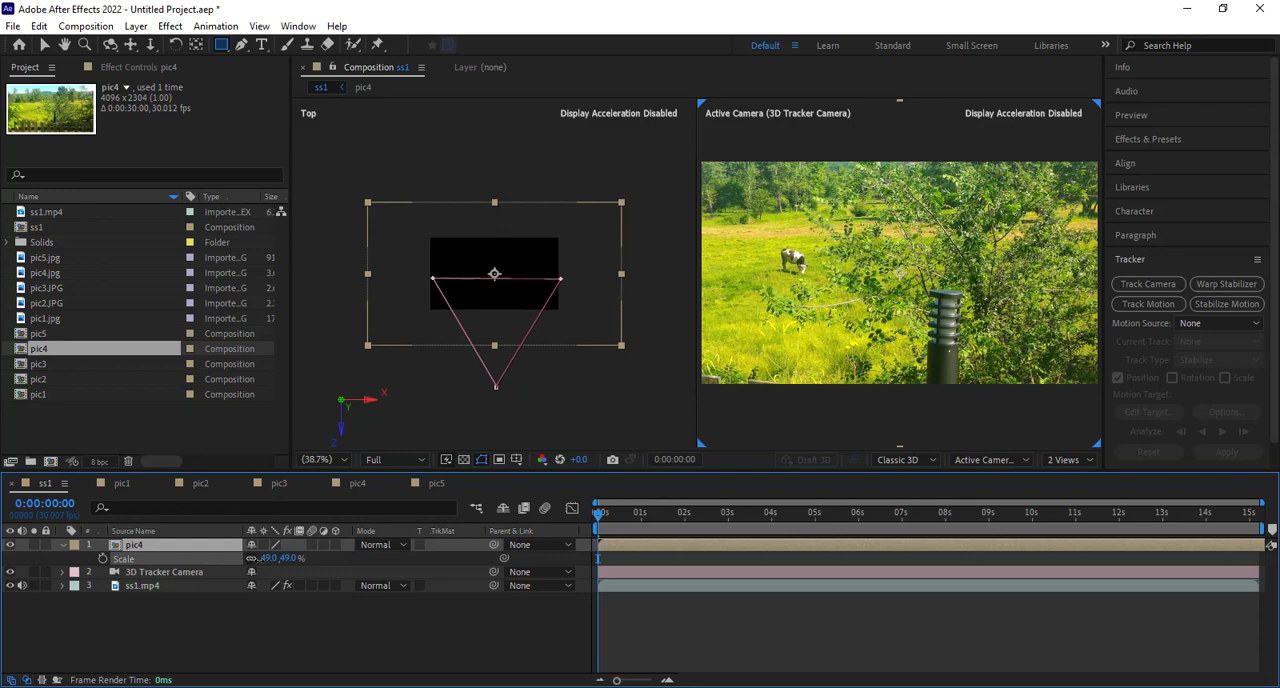 Adobe After Effects 2022 - Untitled Project.aep *
File Edit Composition Layer Effect Animation View Window Help
Default Learn Standard Small Screen Libraries Search Help
Project Effect Controls pic4
pic4 , used 1 time
4096 x 2304 (1.00)
Δ 0:00:30:00, 30.012 fps
Name Type Size
ss1.mp4 Importe...EX 6..
ss1 Composition
Solids Folder
pic5.jpg Importe...G 91
pic4.jpg Importe...G 3.
pic3.JPG Importe...G
pic2.JPG Importe...G 2.
pic1.jpg Importe...G 17
pic5 Composition
pic4 Composition
pic3 Composition
pic2 Composition
pic1 Composition
8 bpc
Composition ss1 Layer (none)
ss1 pic4
Top Display Acceleration Disabled
X
Y
Z
Active Camera (3D Tracker Camera) Display Acceleration Disabled
(38.7%) Full +0.0 0:00:00:00 Draft 3D Classic 3D Active Camer... 2 Views
Info
Audio
Preview
Effects & Presets
Align
Libraries
Character
Paragraph
Tracker
Track Camera Warp Stabilizer
Track Motion Stabilize Motion
Motion Source: None
Current Track: None
Track Type: Stabilize
Position Rotation Scale
Motion Target:
Edit Target... Options...
Analyze:
Reset Apply
ss1 pic1 pic2 pic3 pic4 pic5
0:00:00:00
00000 (30.007 fps)
# Source Name Mode T .TrkMat Parent & Link
:00s 01s 02s 03s 04s 05s 06s 07s 08s 09s 10s 11s 12s 13s 14s 15s
1 pic4 Normal None
Scale 49.0,49.0 %
2 3D Tracker Camera None
3 ss1.mp4 Normal None
Frame Render Time: 0ms